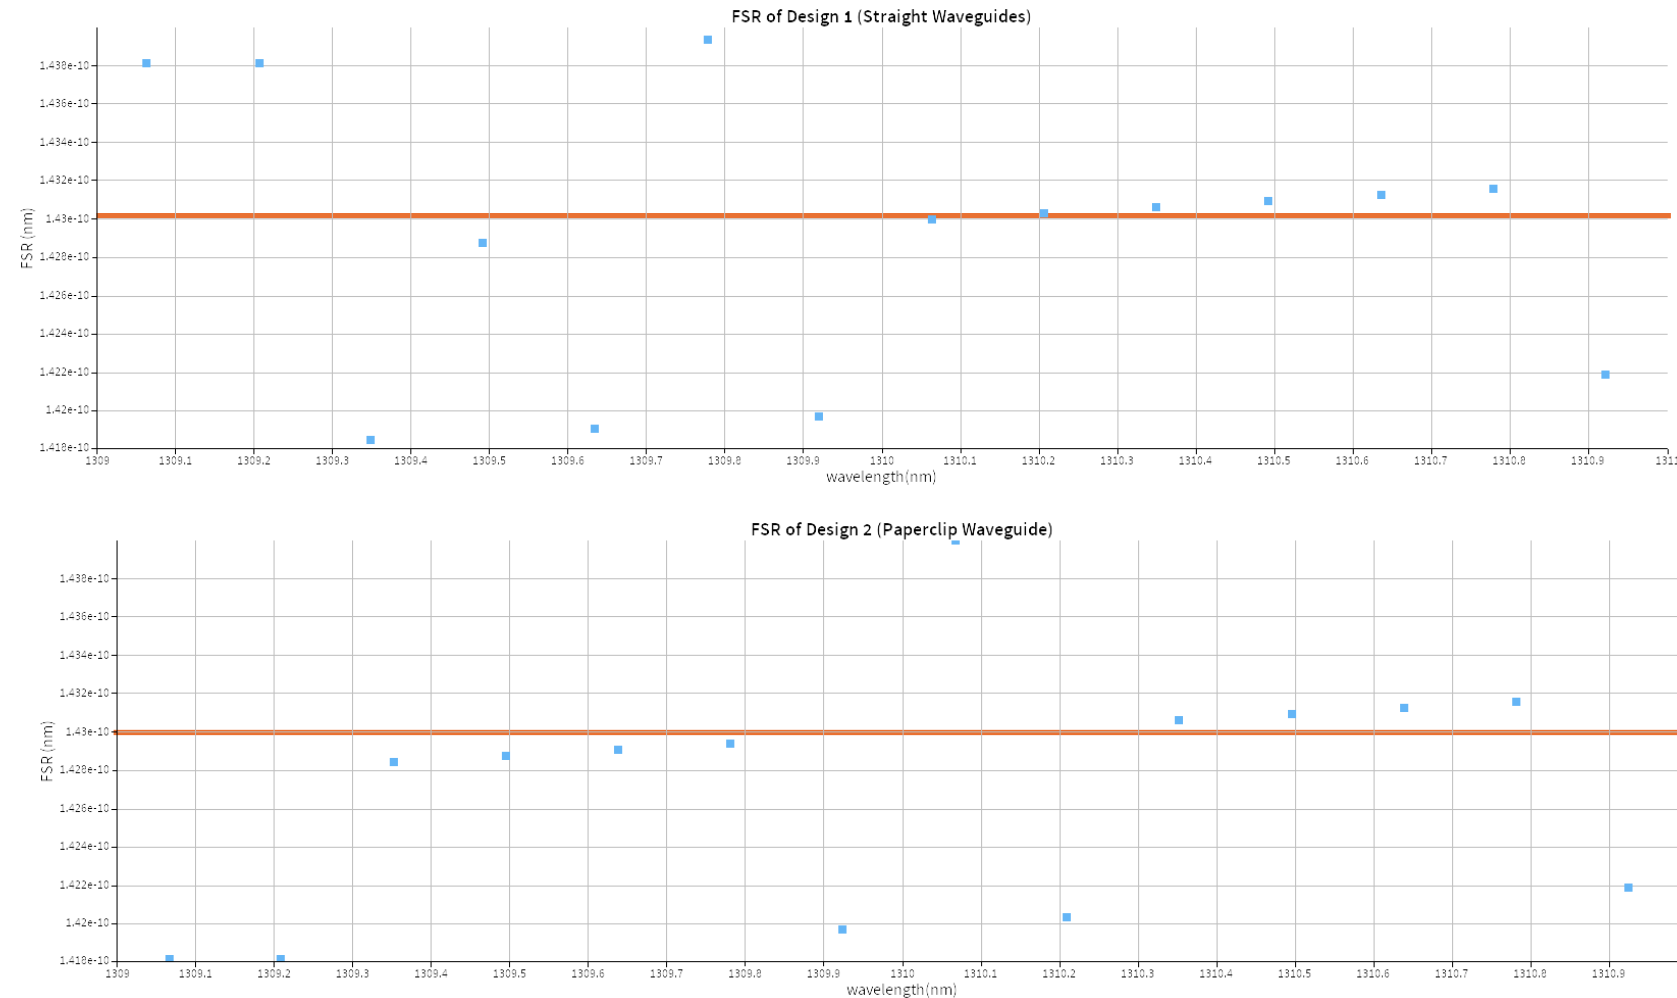 FSR of Design 1 (Straight Waveguides)
1.438e-10
1.436e-10
1.434e-10
1.432e-10
1.43e-10
1.428e-10
1.426e-10
1.424e-10
1.422e-10
1.42e-10
1.418e-10
FSR (nm)
1309 1309.1 1309.2 1309.3 1309.4 1309.5 1309.6 1309.7 1309.8 1309.9 1310 1310.1 1310.2 1310.3 1310.4 1310.5 1310.6 1310.7 1310.8 1310.9 1311
wavelength(nm)
FSR of Design 2 (Paperclip Waveguide)
1.438e-10
1.436e-10
1.434e-10
1.432e-10
1.43e-10
1.428e-10
1.426e-10
1.424e-10
1.422e-10
1.42e-10
1.418e-10
FSR (nm)
1309 1309.1 1309.2 1309.3 1309.4 1309.5 1309.6 1309.7 1309.8 1309.9 1310 1310.1 1310.2 1310.3 1310.4 1310.5 1310.6 1310.7 1310.8 1310.9
wavelength(nm)